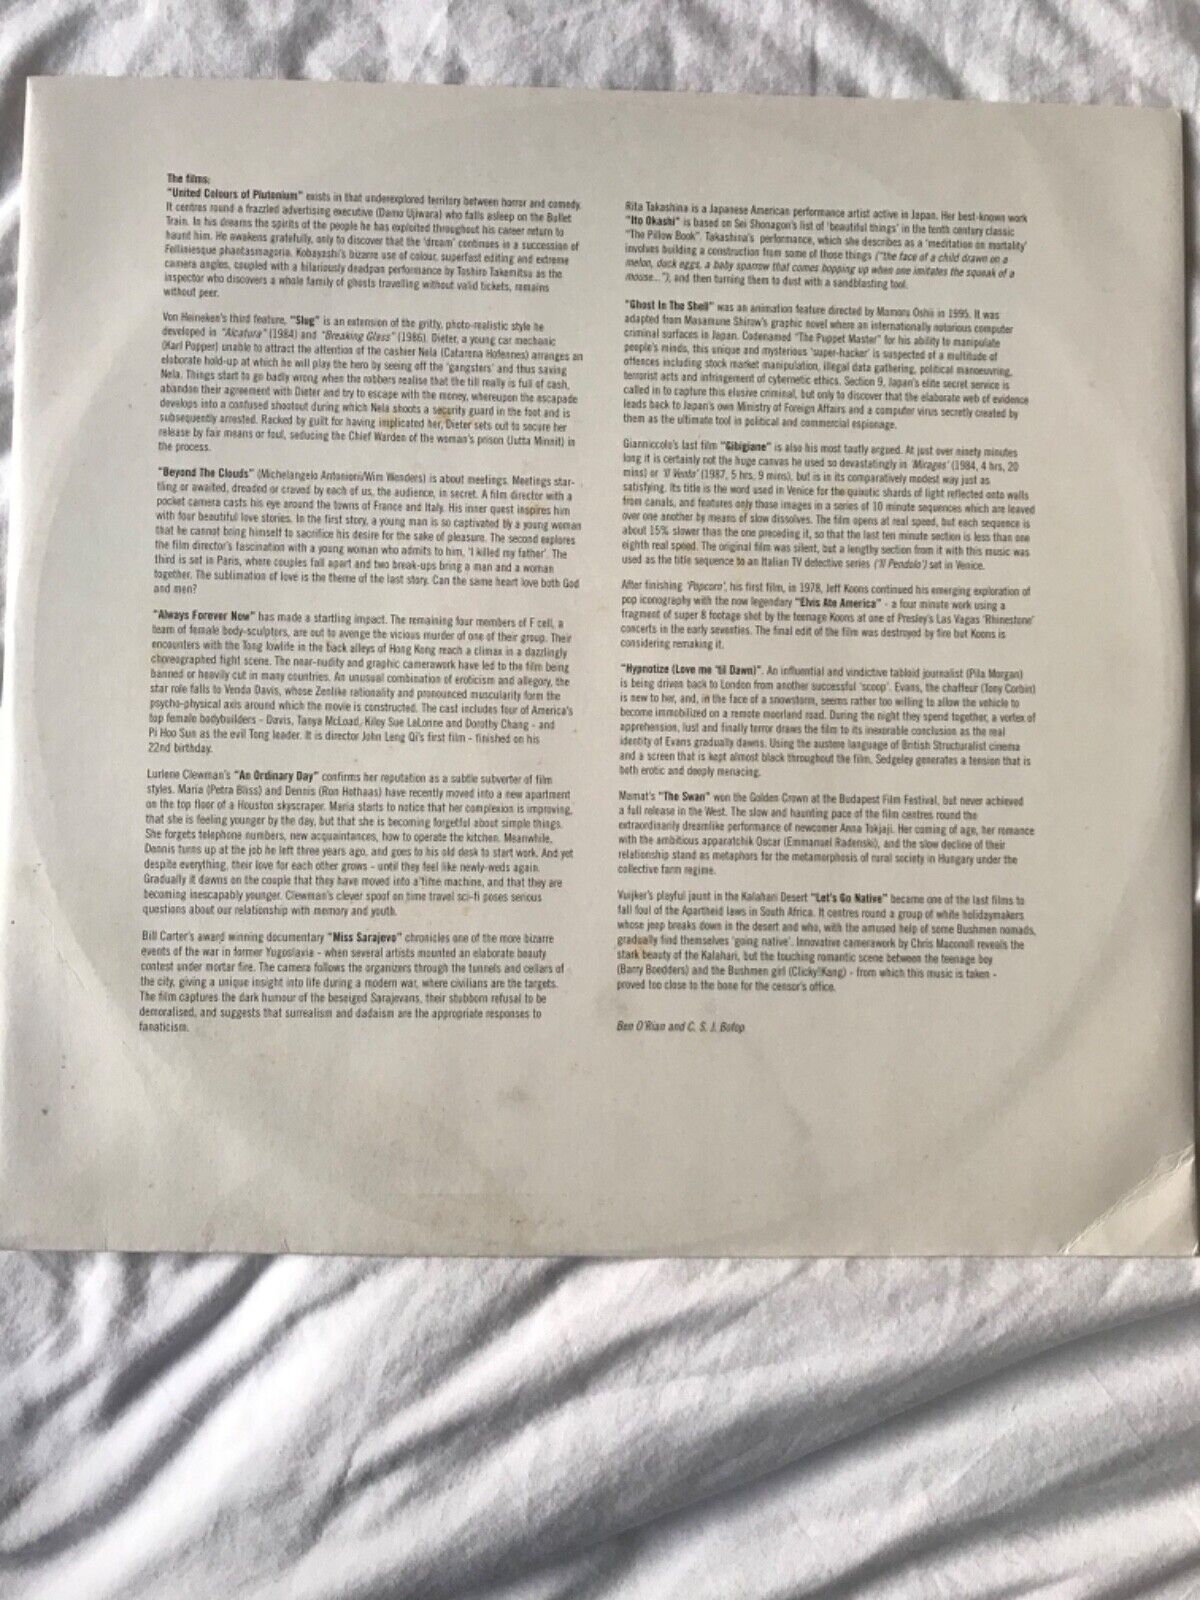 The films:
"United Colours of Plutonium" exists in that underexplored territory between horror and comedy.
It centres round a frazzled advertising executive (Damo Ujiwara) who falls asleep on the Bullet
Train. In his dreams the spirits of the people he has exploited throughout his career return to
haunt him. He awakens gratefully, only to discover that the 'dream' continues in a succession of
Felliniesque phantasmagoria. Kobayashi's bizarre use of colour, superfast editing and extreme
camera angles, coupled with a hilariously deadpan performance by Toshiro Takemitsu as the
inspector who discovers a whole family of ghosts travelling without valid tickets, remains
without peer.
Von Heineken's third feature, "Slug" is an extension of the gritty, photo-realistic style he
developed in "Alcatura" (1984) and "Breaking Glass" (1986). Dieter, a young car mechanic
(Karl Popper) unable to attract the attention of the cashier Nela (Catarena Hofennes) arranges an
elaborate hold-up at which he will play the hero by seeing off the 'gangsters' and thus saving
Nela. Things start to go badly wrong when the robbers realise that the till really is full of cash,
abandon their agreement with Dieter and try to escape with the money, whereupon the escapade
develops into a confused shootout during which Nela shoots a security guard in the foot and is
subsequently arrested. Racked by guilt for having implicated her, Dieter sets out to secure her
release by fair means or foul, seducing the Chief Warden of the woman's prison (Jutta Minnit) in
the process.
"Beyond The Clouds" (Michelangelo Antonioni/Wim Wenders) is about meetings. Meetings star-
tling or awaited, dreaded or craved by each of us, the audience, in secret. A film director with a
pocket camera casts his eye around the towns of France and Italy. His inner quest inspires him
with four beautiful love stories. In the first story, a young man is so captivated by a young woman
that he cannot bring himself to sacrifice his desire for the sake of pleasure. The second explores
the film director's fascination with a young woman who admits to him, 'I killed my father'. The
third is set in Paris, where couples fall apart and two break-ups bring a man and a woman
together. The sublimation of love is the theme of the last story. Can the same heart love both God
and men?
"Always Forever Now" has made a startling impact. The remaining four members of F cell, a
team of female body-sculptors, are out to avenge the vicious murder of one of their group. Their
encounters with the Tong lowlife in the back alleys of Hong Kong reach a climax in a dazzlingly
choreographed fight scene. The near-nudity and graphic camerawork have led to the film being
banned or heavily cut in many countries. An unusual combination of eroticism and allegory, the
star role falls to Venda Davis, whose Zenlike rationality and pronounced muscularity form the
psycho-physical axis around which the movie is constructed. The cast includes four of America's
top female bodybuilders - Davis, Tanya McLoad, Kiley Sue LaLonne and Dorothy Chang - and
Pi Hoo Sun as the evil Tong leader. It is director John Leng Qi's first film - finished on his
22nd birthday.
Lurlene Clewman's "An Ordinary Day" confirms her reputation as a subtle subverter of film
styles. Maria (Petra Bliss) and Dennis (Ron Hothaas) have recently moved into a new apartment
on the top floor of a Houston skyscraper. Maria starts to notice that her complexion is improving,
that she is feeling younger by the day, but that she is becoming forgetful about simple things.
She forgets telephone numbers, new acquaintances, how to operate the kitchen. Meanwhile,
Dennis turns up at the job he left three years ago, and goes to his old desk to start work. And yet
despite everything, their love for each other grows - until they feel like newly-weds again.
Gradually it dawns on the couple that they have moved into a time machine, and that they are
becoming inescapably younger. Clewman's clever spoof on time travel sci-fi poses serious
questions about our relationship with memory and youth.
Bill Carter's award winning documentary "Miss Sarajevo" chronicles one of the more bizarre
events of the war in former Yugoslavia - when several artists mounted an elaborate beauty
contest under mortar fire. The camera follows the organizers through the tunnels and cellars of
the city, giving a unique insight into life during a modern war, where civilians are the targets.
The film captures the dark humour of the beseiged Sarajevans, their stubborn refusal to be
demoralised, and suggests that surrealism and dadaism are the appropriate responses to
fanaticism.
Rita Takashina is a Japanese American performance artist active in Japan. Her best-known work
"Ito Okashi" is based on Sei Shonagon's list of 'beautiful things' in the tenth century classic
"The Pillow Book". Takashina's performance, which she describes as a 'meditation on mortality'
involves building a construction from some of those things ("the face of a child drawn on a
melon, duck eggs, a baby sparrow that comes hopping up when one imitates the squeak of a
mouse..."), and then turning them to dust with a sandblasting tool.
"Ghost In The Shell" was an animation feature directed by Mamoru Oshii in 1995. It was
adapted from Masamune Shirow's graphic novel where an internationally notorious computer
criminal surfaces in Japan. Codenamed "The Puppet Master" for his ability to manipulate
people's minds, this unique and mysterious 'super-hacker' is suspected of a multitude of
offences including stock market manipulation, illegal data gathering, political manoeuvring,
terrorist acts and infringement of cybernetic ethics. Section 9, Japan's elite secret service is
called in to capture this elusive criminal, but only to discover that the elaborate web of evidence
leads back to Japan's own Ministry of Foreign Affairs and a computer virus secretly created by
them as the ultimate tool in political and commercial espionage.
Gianniccolo's last film "Gibigiane" is also his most tautly argued. At just over ninety minutes
long it is certainly not the huge canvas he used so devastatingly in 'Mirages' (1984, 4 hrs, 20
mins) or 'Il Vento' (1987, 5 hrs, 9 mins), but is in its comparatively modest way just as
satisfying. Its title is the word used in Venice for the quixotic shards of light reflected onto walls
from canals, and features only those images in a series of 10 minute sequences which are leaved
over one another by means of slow dissolves. The film opens at real speed, but each sequence is
about 15% slower than the one preceding it, so that the last ten minute section is less than one
eighth real speed. The original film was silent, but a lengthy section from it with this music was
used as the title sequence to an Italian TV detective series ('Il Pendolo') set in Venice.
After finishing 'Popcorn', his first film, in 1978, Jeff Koons continued his emerging exploration of
pop iconography with the now legendary "Elvis Ate America" - a four minute work using a
fragment of super 8 footage shot by the teenage Koons at one of Presley's Las Vagas 'Rhinestone'
concerts in the early seventies. The final edit of the film was destroyed by fire but Koons is
considering remaking it.
"Hypnotize (Love me 'til Dawn)". An influential and vindictive tabloid journalist (Pila Morgan)
is being driven back to London from another successful 'scoop'. Evans, the chaffeur (Tony Corbin)
is new to her, and, in the face of a snowstorm, seems rather too willing to allow the vehicle to
become immobilized on a remote moorland road. During the night they spend together, a vortex of
apprehension, lust and finally terror draws the film to its inexorable conclusion as the real
identity of Evans gradually dawns. Using the austere language of British Structuralist cinema
and a screen that is kept almost black throughout the film, Sedgeley generates a tension that is
both erotic and deeply menacing.
Memat's "The Swan" won the Golden Crown at the Budapest Film Festival, but never achieved
a full release in the West. The slow and haunting pace of the film centres round the
extraordinarily dreamlike performance of newcomer Anna Tokjaji. Her coming of age, her romance
with the ambitious apparatchik Oscar (Emmanuel Radenski), and the slow decline of their
relationship stand as metaphors for the metamorphosis of rural society in Hungary under the
collective farm regime.
Vuijker's playful jaunt in the Kalahari Desert "Let's Go Native" became one of the last films to
fall foul of the Apartheid laws in South Africa. It centres round a group of white holidaymakers
whose jeep breaks down in the desert and who, with the amused help of some Bushmen nomads,
gradually find themselves 'going native'. Innovative camerawork by Chris Maconoll reveals the
stark beauty of the Kalahari, but the touching romantic scene between the teenage boy
(Barry Boedders) and the Bushmen girl (Clicky!Kang) - from which this music is taken -
proved too close to the bone for the censor's office.
Ben O'Rian and C. S. J. Bofop